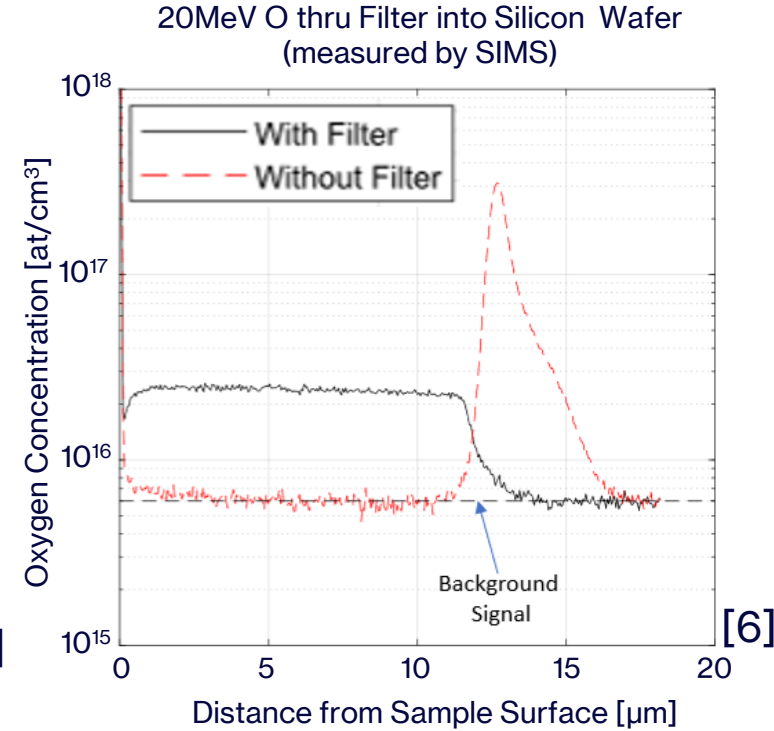 20MeV O thru Filter into Silicon Wafer
(measured by SIMS)
Oxygen Concentration [at/cm³]
10¹⁸
10¹⁷
10¹⁶
10¹⁵
With Filter
Without Filter
Background
Signal
]
[6]
0 5 10 15 20
Distance from Sample Surface [µm]